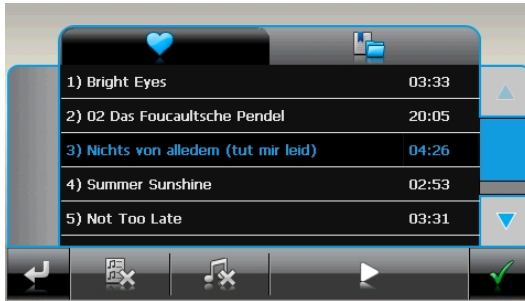 1) Bright Eyes 03:33
2) 02 Das Foucaultsche Pendel 20:05
3) Nichts von alledem (tut mir leid) 04:26
4) Summer Sunshine 02:53
5) Not Too Late 03:31